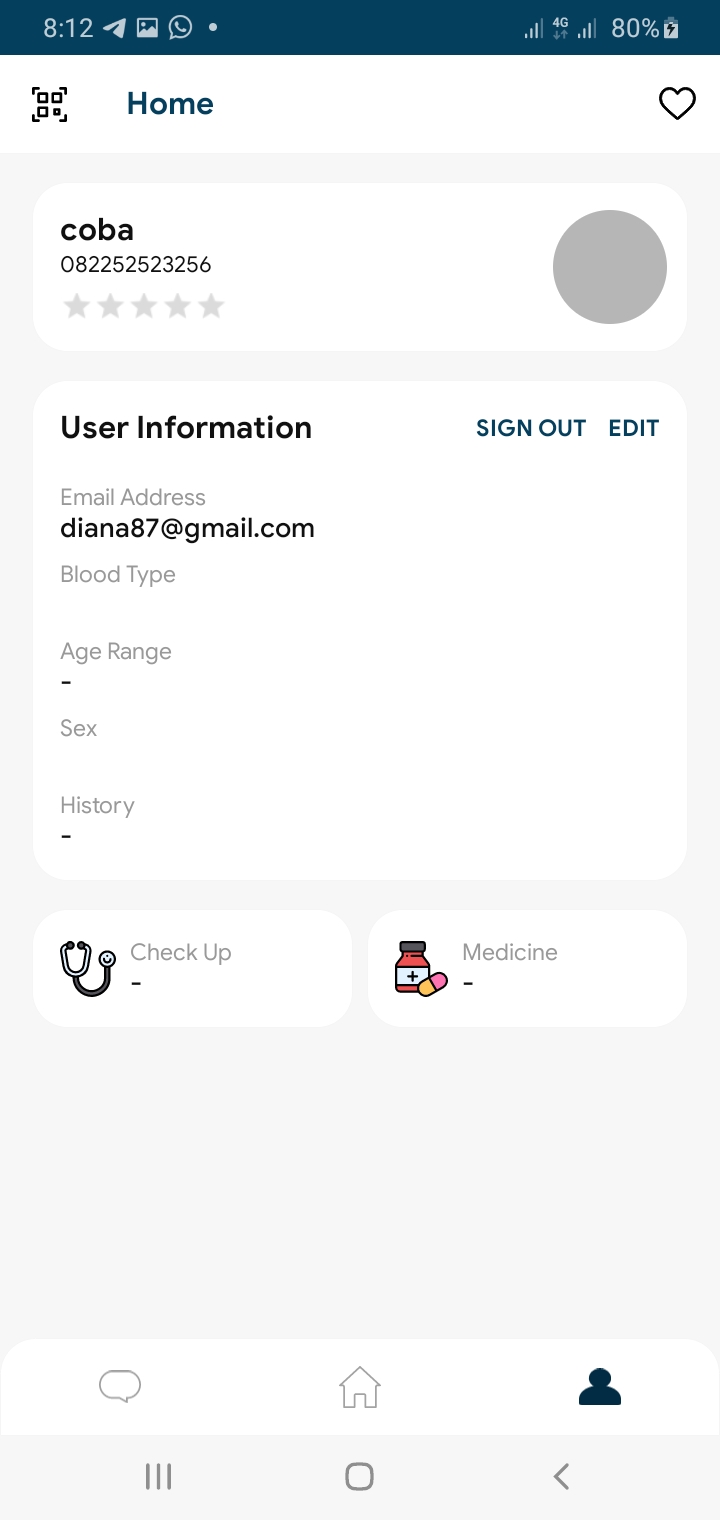 8:12 4G 80%
Home
coba
082252523256
User Information SIGN OUT EDIT
Email Address
diana87@gmail.com
Blood Type
Age Range
-
Sex
History
-
Check Up
-
Medicine
-